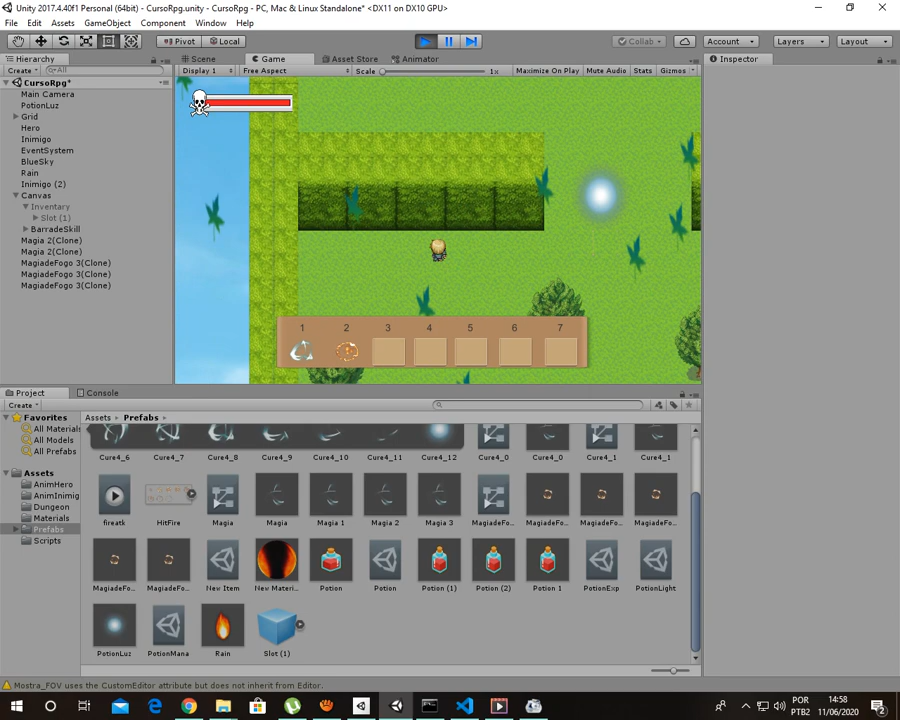 Unity 2017.4.40f1 Personal (64bit) - CursoRpg.unity - CursoRpg - PC, Mac & Linux Standalone* <DX11 on DX10 GPU>
File Edit Assets GameObject Component Window Help
Pivot Local Collab Account Layers Layout
Hierarchy Scene Game Asset Store Animator Inspector
Create All Display 1 Free Aspect Scale 1x Maximize On Play Mute Audio Stats Gizmos
CursoRpg*
Main Camera
PotionLuz
Grid
Hero
Inimigo
EventSystem
BlueSky
Rain
Inimigo (2)
Canvas
Inventary
Slot (1)
BarradeSkill
Magia 2(Clone)
Magia 2(Clone)
MagiadeFogo 3(Clone)
MagiadeFogo 3(Clone)
MagiadeFogo 3(Clone)
1 2 3 4 5 6 7
Project Console
Create
Favorites
All Materials
All Models
All Prefabs
Assets
AnimHero
AnimInimig
Dungeon
Materials
Prefabs
Scripts
Assets Prefabs
Cure4_6 Cure4_7 Cure4_8 Cure4_9 Cure4_10 Cure4_11 Cure4_12 Cure4_0 Cure4_0 Cure4_1 Cure4_1
fireatk HitFire Magia Magia Magia 1 Magia 2 Magia 3 MagiadeFo... MagiadeFo... MagiadeFo... MagiadeFo...
MagiadeFo... MagiadeFo... New Item New Materi... Potion Potion Potion (1) Potion (2) Potion 1 PotionExp PotionLight
PotionLuz PotionMana Rain Slot (1)
Mostra_FOV uses the CustomEditor attribute but does not inherit from Editor.
POR
PTB2
14:58
11/06/2020
2